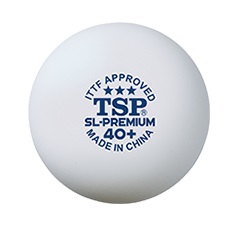 ITTF APPROVED
★★★
TSP®
SL-PREMIUM
40+
MADE IN CHINA